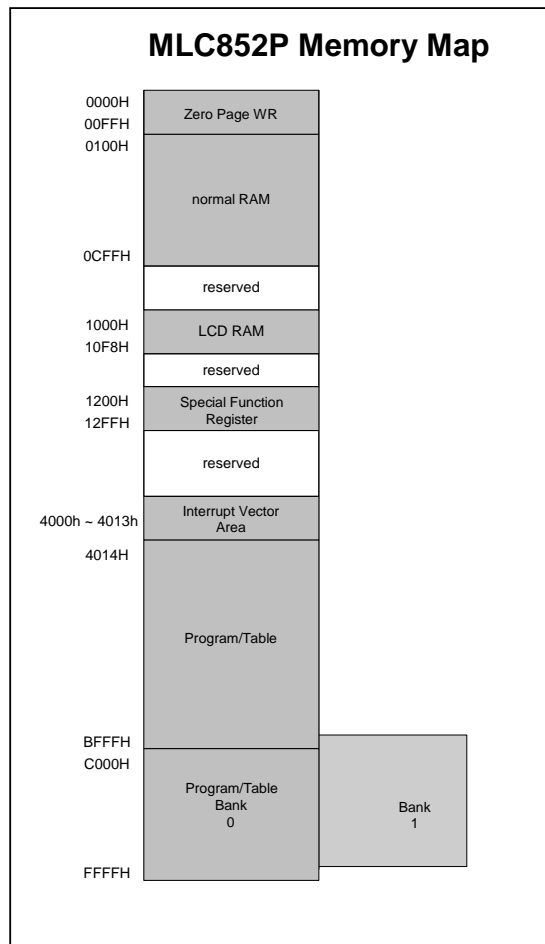 MLC852P Memory Map
0000H
00FFH
Zero Page WR
0100H
normal RAM
0CFFH
reserved
1000H
LCD RAM
10F8H
reserved
1200H
Special Function
Register
12FFH
reserved
4000h ~ 4013h
Interrupt Vector
Area
4014H
Program/Table
BFFFH
C000H
Program/Table
Bank
0
Bank
1
FFFFH